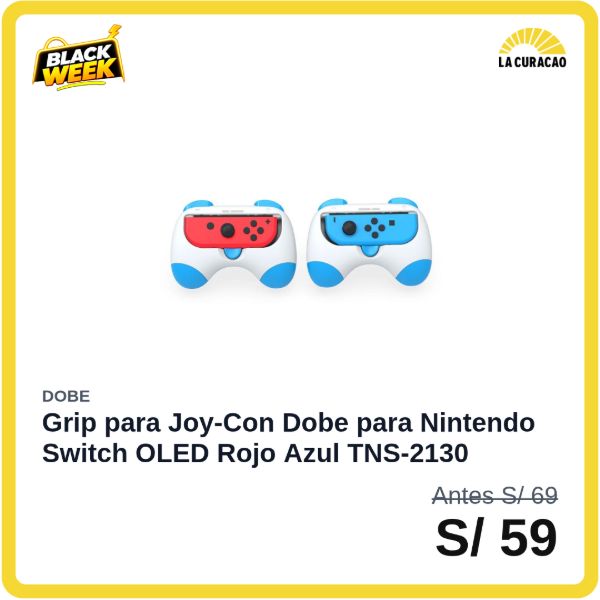 BLACK
WEEK
LA CURACAO
DOBE
Grip para Joy-Con Dobe para Nintendo
Switch OLED Rojo Azul TNS-2130
Antes S/ 69
S/ 59